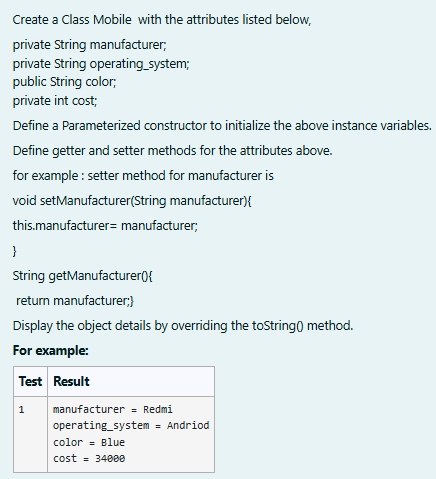 Create a Class Mobile with the attributes listed below,
private String manufacturer;
private String operating_system;
public String color;
private int cost;
Define a Parameterized constructor to initialize the above instance variables.
Define getter and setter methods for the attributes above.
for example : setter method for manufacturer is
void setManufacturer(String manufacturer){
this.manufacturer= manufacturer;
}
String getManufacturer(){
return manufacturer;}
Display the object details by overriding the toString() method.
For example:
Test Result
1 manufacturer = Redmi
operating_system = Andriod
color = Blue
cost = 34000